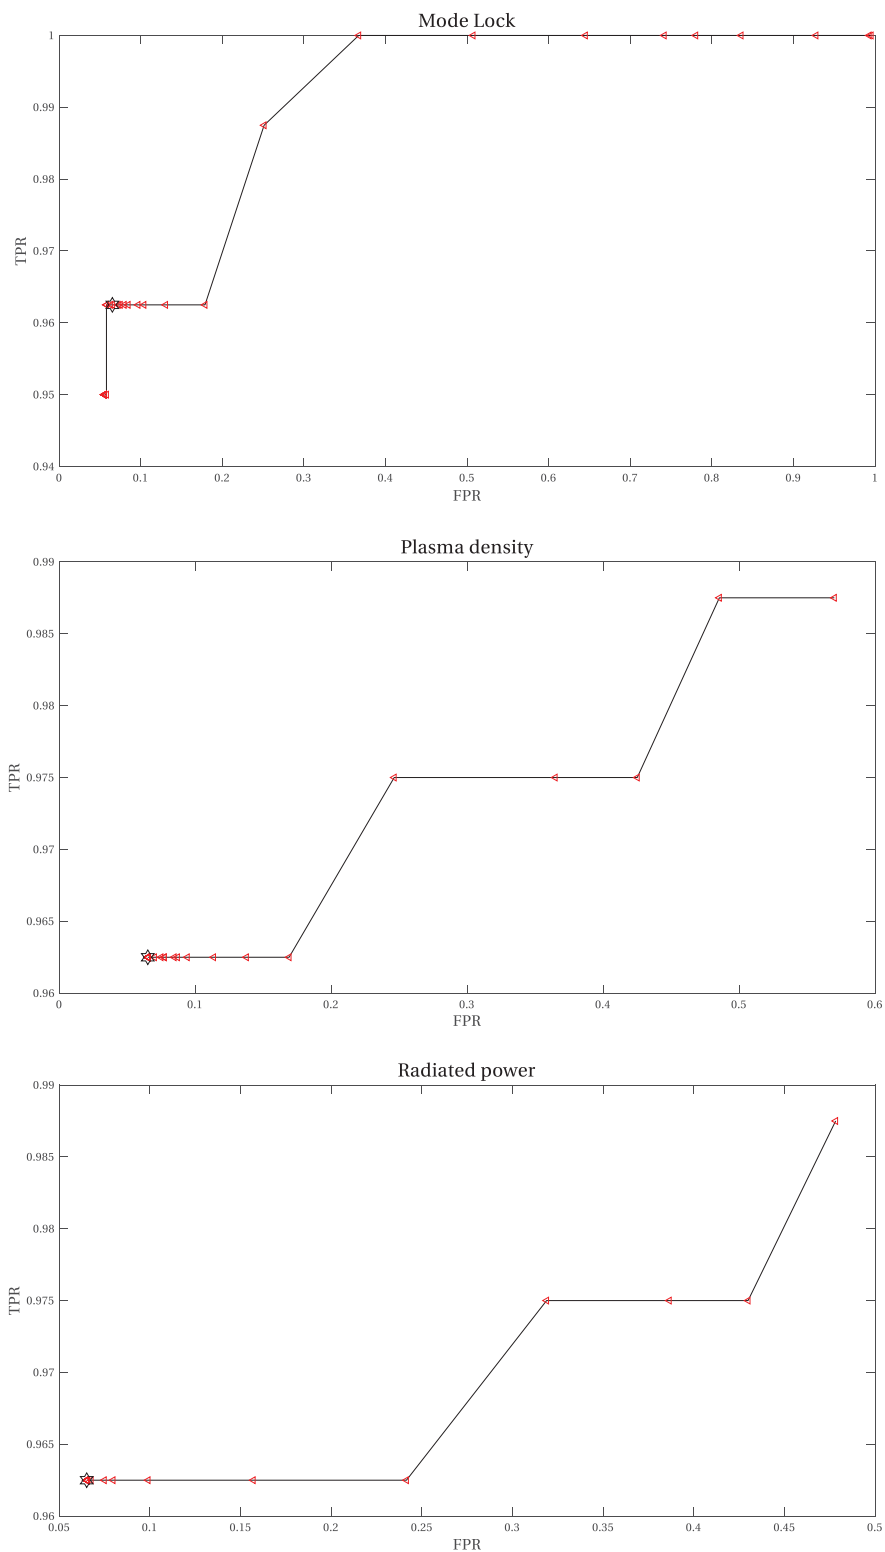 Mode Lock
1
0.99
0.98
0.97
0.96
0.95
0.94
TPR
0 0.1 0.2 0.3 0.4 0.5 0.6 0.7 0.8 0.9 1
FPR
Plasma density
0.99
0.985
0.98
0.975
0.97
0.965
0.96
TPR
0 0.1 0.2 0.3 0.4 0.5 0.6
FPR
Radiated power
0.99
0.985
0.98
0.975
0.97
0.965
0.96
TPR
0.05 0.1 0.15 0.2 0.25 0.3 0.35 0.4 0.45 0.5
FPR